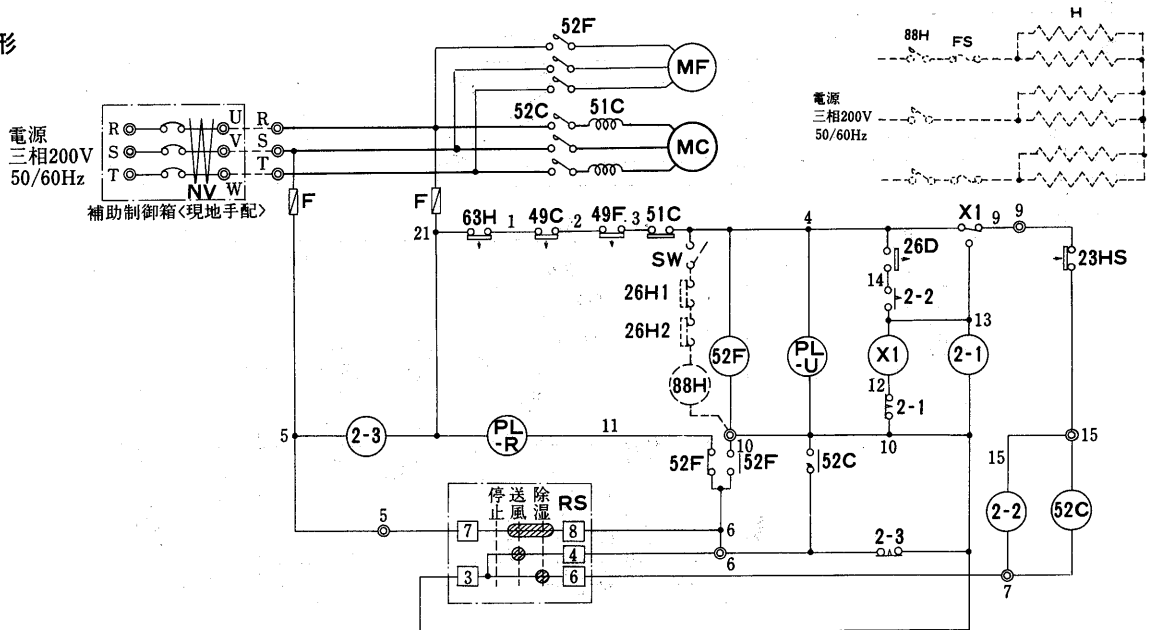 形
52F
MF
88H
FS
H
電源
三相200V
50/60Hz
電源
三相200V
50/60Hz
R
S
T
NV
U
V
W
R
S
T
補助制御箱<現地手配>
52C
51C
MC
F
F
21
63H
1
49C
2
49F
3
51C
4
X1
9
9
SW
26H1
26H2
88H
52F
PL
-U
26D
14
2-2
13
X1
2-1
12
2-1
23HS
5
2-3
PL
-R
11
10
10
52F
52F
52C
15
15
停止
送風
除湿
RS
2-2
52C
5
7
8
6
4
6
2-3
3
6
7